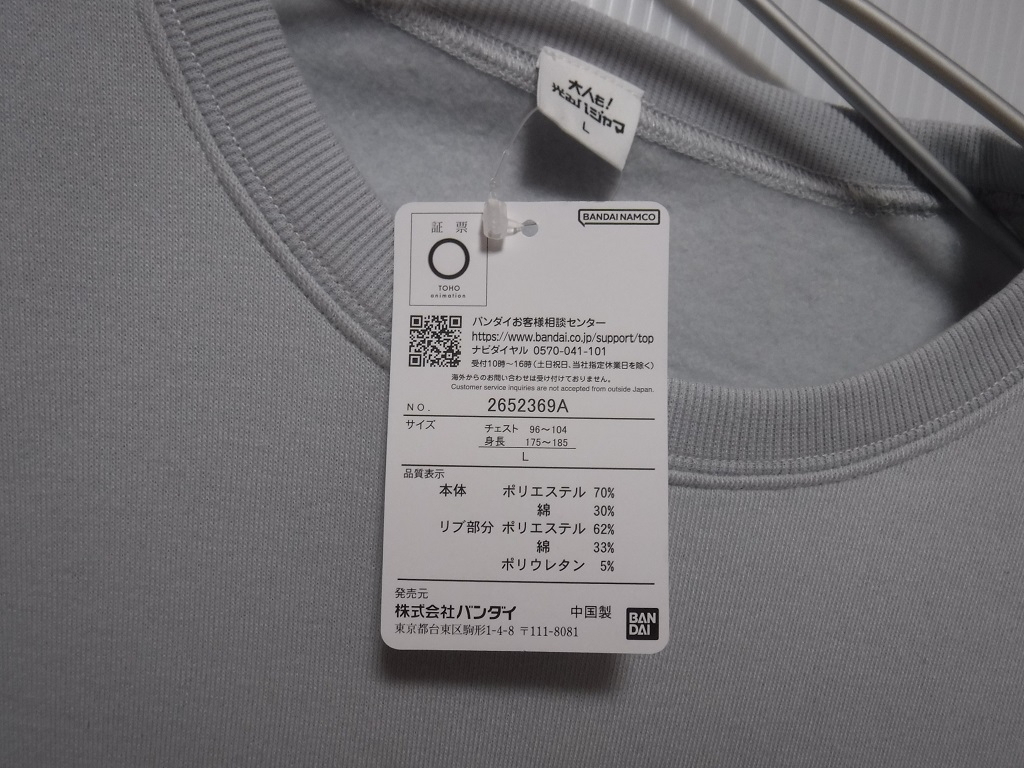 大人も!
光るパジャマ
L
証票
TOHO
animation
BANDAI NAMCO
バンダイお客様相談センター
https://www.bandai.co.jp/support/top
ナビダイヤル 0570-041-101
受付10時〜16時(土日祝日、当社指定休業日を除く)
海外からのお問い合わせは受け付けておりません。
Customer service inquiries are not accepted from outside Japan.
NO. 2652369A
サイズ チェスト 96〜104
身長 175〜185
L
品質表示
本体 ポリエステル 70%
綿 30%
リブ部分 ポリエステル 62%
綿 33%
ポリウレタン 5%
発売元
株式会社バンダイ 中国製
東京都台東区駒形1-4-8 〒111-8081
BAN
DAI